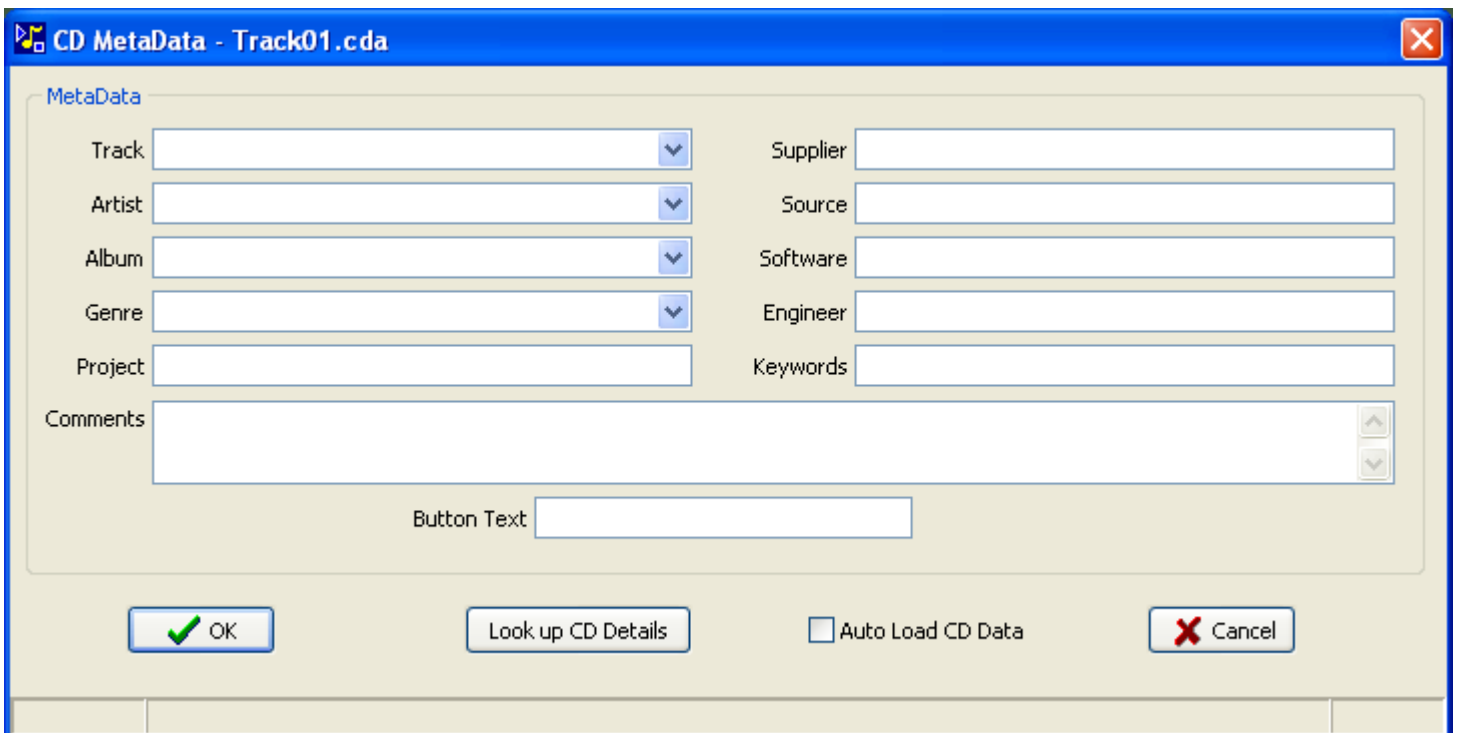 CD MetaData - Track01.cda
MetaData
Track
Supplier
Artist
Source
Album
Software
Genre
Engineer
Project
Keywords
Comments
Button Text
OK
Look up CD Details
Auto Load CD Data
Cancel